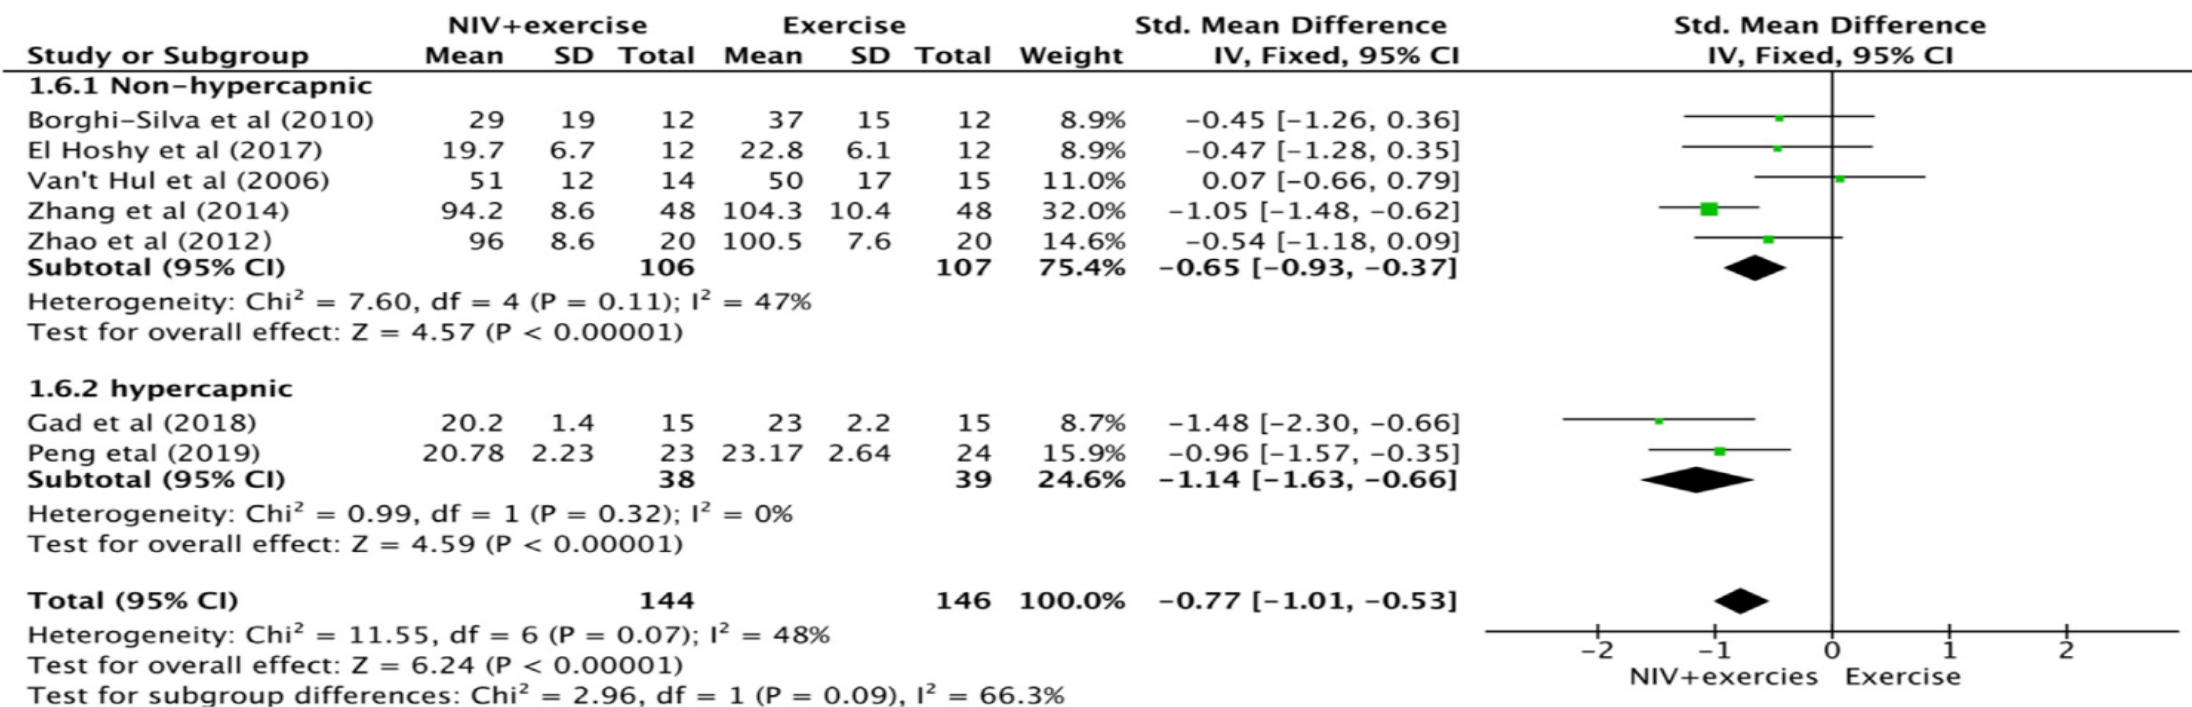 NIV+exercise Exercise Std. Mean Difference Std. Mean Difference
Study or Subgroup Mean SD Total Mean SD Total Weight IV, Fixed, 95% CI IV, Fixed, 95% CI
1.6.1 Non-hypercapnic
Borghi-Silva et al (2010) 29 19 12 37 15 12 8.9% -0.45 [-1.26, 0.36]
El Hoshy et al (2017) 19.7 6.7 12 22.8 6.1 12 8.9% -0.47 [-1.28, 0.35]
Van't Hul et al (2006) 51 12 14 50 17 15 11.0% 0.07 [-0.66, 0.79]
Zhang et al (2014) 94.2 8.6 48 104.3 10.4 48 32.0% -1.05 [-1.48, -0.62]
Zhao et al (2012) 96 8.6 20 100.5 7.6 20 14.6% -0.54 [-1.18, 0.09]
Subtotal (95% CI) 106 107 75.4% -0.65 [-0.93, -0.37]
Heterogeneity: Chi² = 7.60, df = 4 (P = 0.11); I² = 47%
Test for overall effect: Z = 4.57 (P < 0.00001)
1.6.2 hypercapnic
Gad et al (2018) 20.2 1.4 15 23 2.2 15 8.7% -1.48 [-2.30, -0.66]
Peng etal (2019) 20.78 2.23 23 23.17 2.64 24 15.9% -0.96 [-1.57, -0.35]
Subtotal (95% CI) 38 39 24.6% -1.14 [-1.63, -0.66]
Heterogeneity: Chi² = 0.99, df = 1 (P = 0.32); I² = 0%
Test for overall effect: Z = 4.59 (P < 0.00001)
Total (95% CI) 144 146 100.0% -0.77 [-1.01, -0.53]
Heterogeneity: Chi² = 11.55, df = 6 (P = 0.07); I² = 48%
Test for overall effect: Z = 6.24 (P < 0.00001)
Test for subgroup differences: Chi² = 2.96, df = 1 (P = 0.09), I² = 66.3%
-2 -1 0 1 2
NIV+exercies Exercise